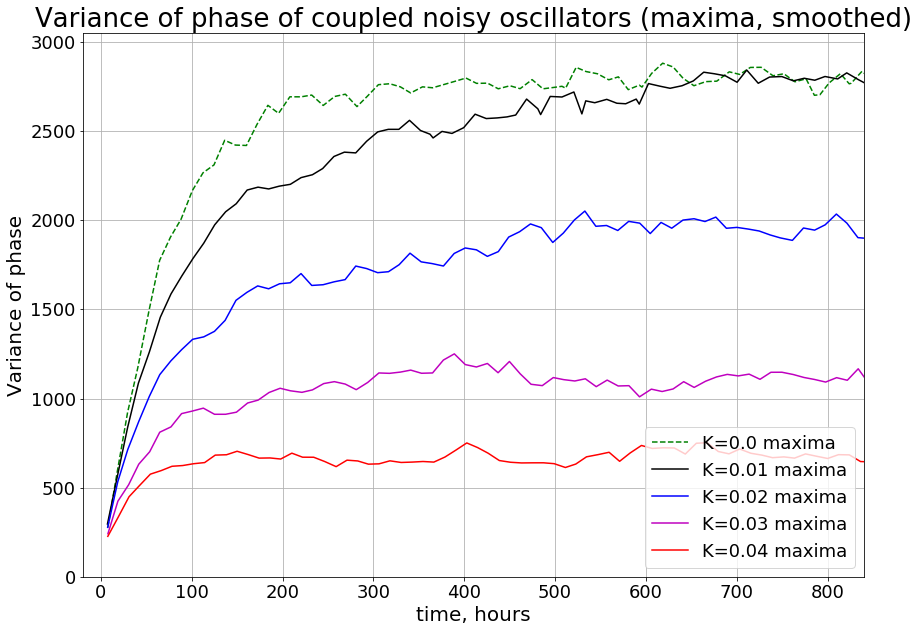 Variance of phase of coupled noisy oscillators (maxima, smoothed)
Variance of phase
3000
2500
2000
1500
1000
500
0
0 100 200 300 400 500 600 700 800
time, hours
K=0.0 maxima
K=0.01 maxima
K=0.02 maxima
K=0.03 maxima
K=0.04 maxima